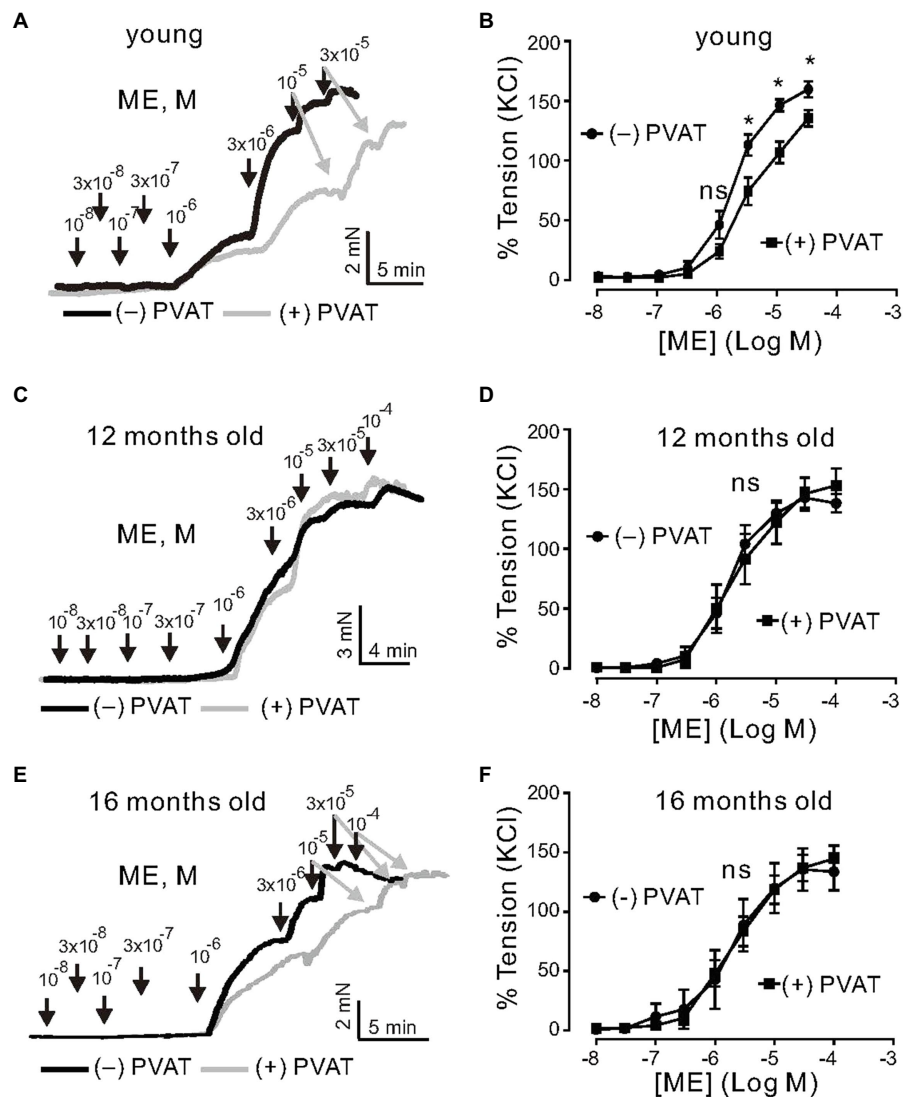 A
young
ME, M
10-8
3x10-8
10-7
3x10-7
10-6
3x10-6
10-5
3x10-5
2 mN
5 min
(–) PVAT
(+) PVAT
B
young
% Tension (KCl)
200
150
100
50
0
(–) PVAT
ns
*
*
*
(+) PVAT
-8
-7
-6
-5
-4
-3
[ME] (Log M)
C
12 months old
ME, M
10-8
3x10-8
10-7
3x10-7
10-6
3x10-6
10-5
3x10-5
10-4
3 mN
4 min
(–) PVAT
(+) PVAT
D
12 months old
% Tension (KCl)
200
150
100
50
0
ns
(–) PVAT
(+) PVAT
-8
-7
-6
-5
-4
-3
[ME] (Log M)
E
16 months old
ME, M
10-8
3x10-8
10-7
3x10-7
10-6
3x10-6
10-5
3x10-5
10-4
2 mN
5 min
(–) PVAT
(+) PVAT
F
16 months old
% Tension (KCl)
200
150
100
50
0
ns
(-) PVAT
(+) PVAT
-8
-7
-6
-5
-4
-3
[ME] (Log M)